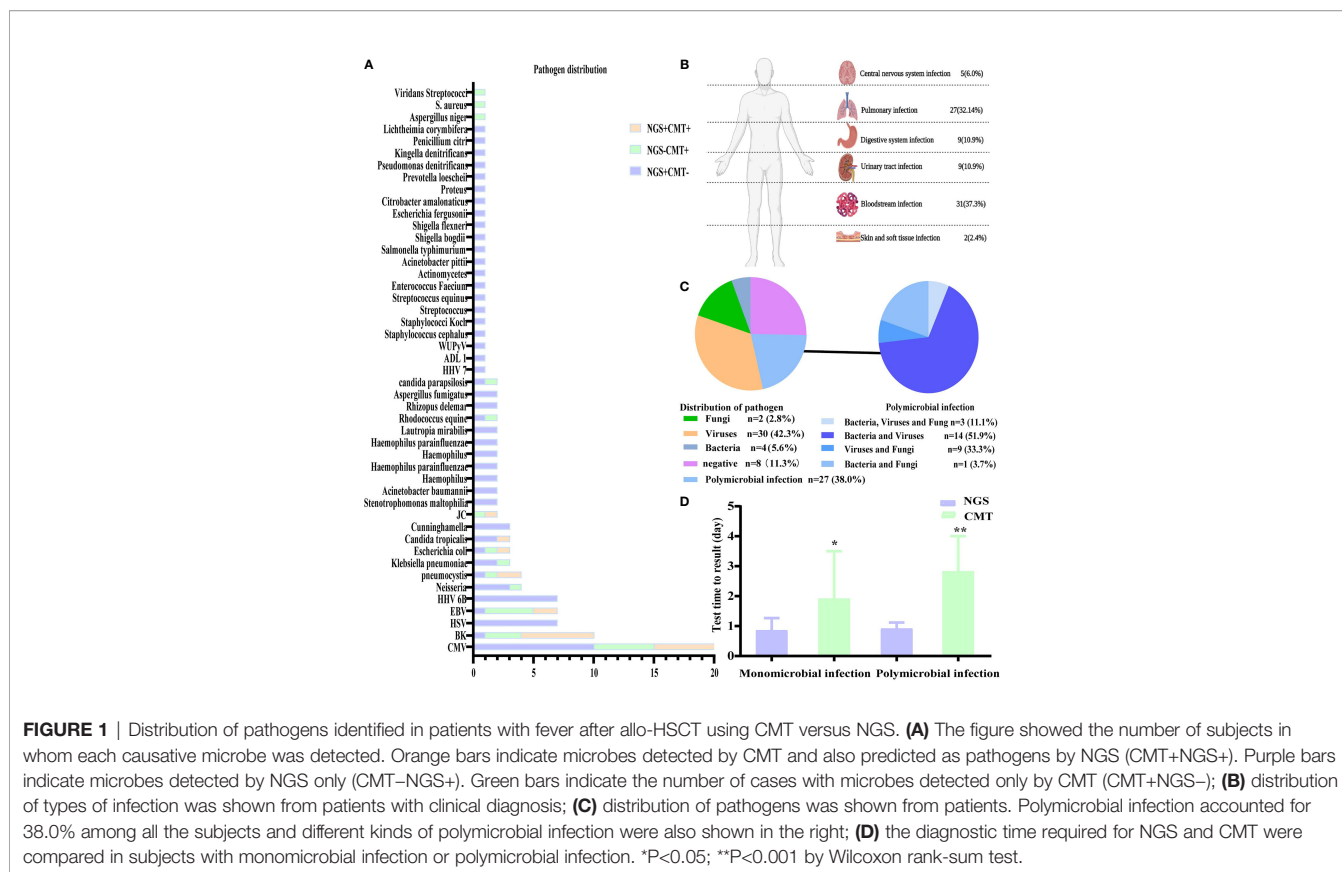 A
Pathogen distribution
Viridans Streptococci
S. aureus
Aspergillus niger
Lichtheimia corymbifera
Penicillium citri
Kingella denitrificans
Pseudomonas denitrificans
Prevotella loescheii
Proteus
Citrobacter amalonaticus
Escherichia fergusonii
Shigella flexneri
Shigella bogdii
Salmonella typhimurium
Acinetobacter pittii
Actinomycetes
Enterococcus Faecium
Streptococcus equinus
Streptococcus
Staphylococci Koch
Staphylococcus cephalus
WUPyV
ADL 1
HHV 7
candida parapsilosis
Aspergillus fumigatus
Rhizopus delemar
Rhodococcus equine
Lautropia mirabilis
Haemophilus parainfluenzae
Haemophilus
Haemophilus parainfluenzae
Haemophilus
Acinetobacter baumannii
Stenotrophomonas maltophilia
JC
Cunninghamella
Candida tropicalis
Escherichia coli
Klebsiella pneumoniae
pneumocystis
Neisseria
HHV 6B
EBV
HSV
BK
CMV
0 5 10 15 20
NGS+CMT+
NGS-CMT+
NGS+CMT-
B
Central nervous system infection 5(6.0%)
Pulmonary infection 27(32.14%)
Digestive system infection 9(10.9%)
Urinary tract infection 9(10.9%)
Bloodstream infection 31(37.3%)
Skin and soft tissue infection 2(2.4%)
C
Distribution of pathogen
Fungi n=2 (2.8%)
Viruses n=30 (42.3%)
Bacteria n=4 (5.6%)
negative n=8 (11.3%)
Polymicrobial infection n=27 (38.0%)
Polymicrobial infection
Bacteria, Viruses and Fung n=3 (11.1%)
Bacteria and Viruses n=14 (51.9%)
Viruses and Fungi n=9 (33.3%)
Bacteria and Fungi n=1 (3.7%)
D
NGS
CMT
Test time to result (day)
5
4
3
2
1
0
*
**
Monomicrobial infection Polymicrobial infection
FIGURE 1 | Distribution of pathogens identified in patients with fever after allo-HSCT using CMT versus NGS. (A) The figure showed the number of subjects in
whom each causative microbe was detected. Orange bars indicate microbes detected by CMT and also predicted as pathogens by NGS (CMT+NGS+). Purple bars
indicate microbes detected by NGS only (CMT−NGS+). Green bars indicate the number of cases with microbes detected only by CMT (CMT+NGS−); (B) distribution
of types of infection was shown from patients with clinical diagnosis; (C) distribution of pathogens was shown from patients. Polymicrobial infection accounted for
38.0% among all the subjects and different kinds of polymicrobial infection were also shown in the right; (D) the diagnostic time required for NGS and CMT were
compared in subjects with monomicrobial infection or polymicrobial infection. *P<0.05; **P<0.001 by Wilcoxon rank-sum test.